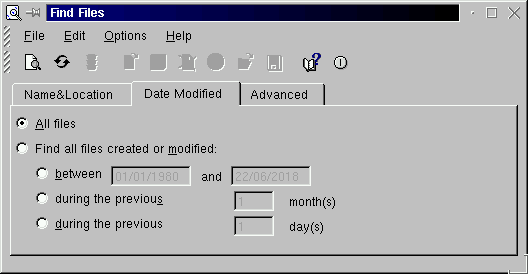 Find Files
File Edit Options Help
Name&Location Date Modified Advanced
All files
Find all files created or modified:
between 01/01/1980 and 22/06/2018
during the previous 1 month(s)
during the previous 1 day(s)